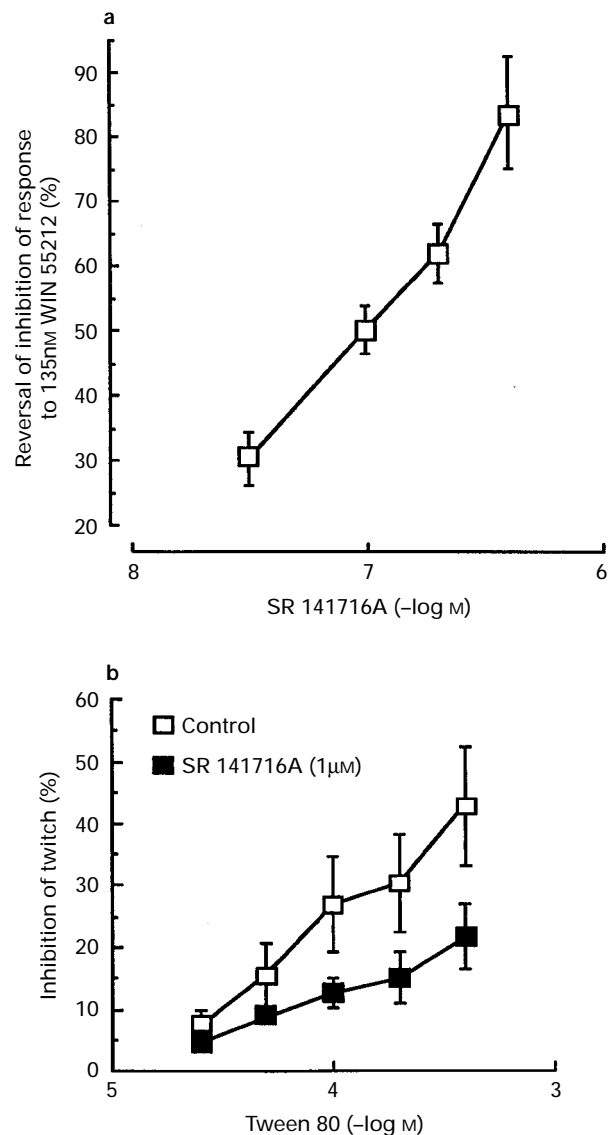 a
Reversal of inhibition of response
to 135nM WIN 55212 (%)
90
80
70
60
50
40
30
20
8
7
6
SR 141716A (–log M)
b
60
50
40
30
20
10
0
Inhibition of twitch (%)
Control
SR 141716A (1µM)
5
4
3
Tween 80 (–log M)